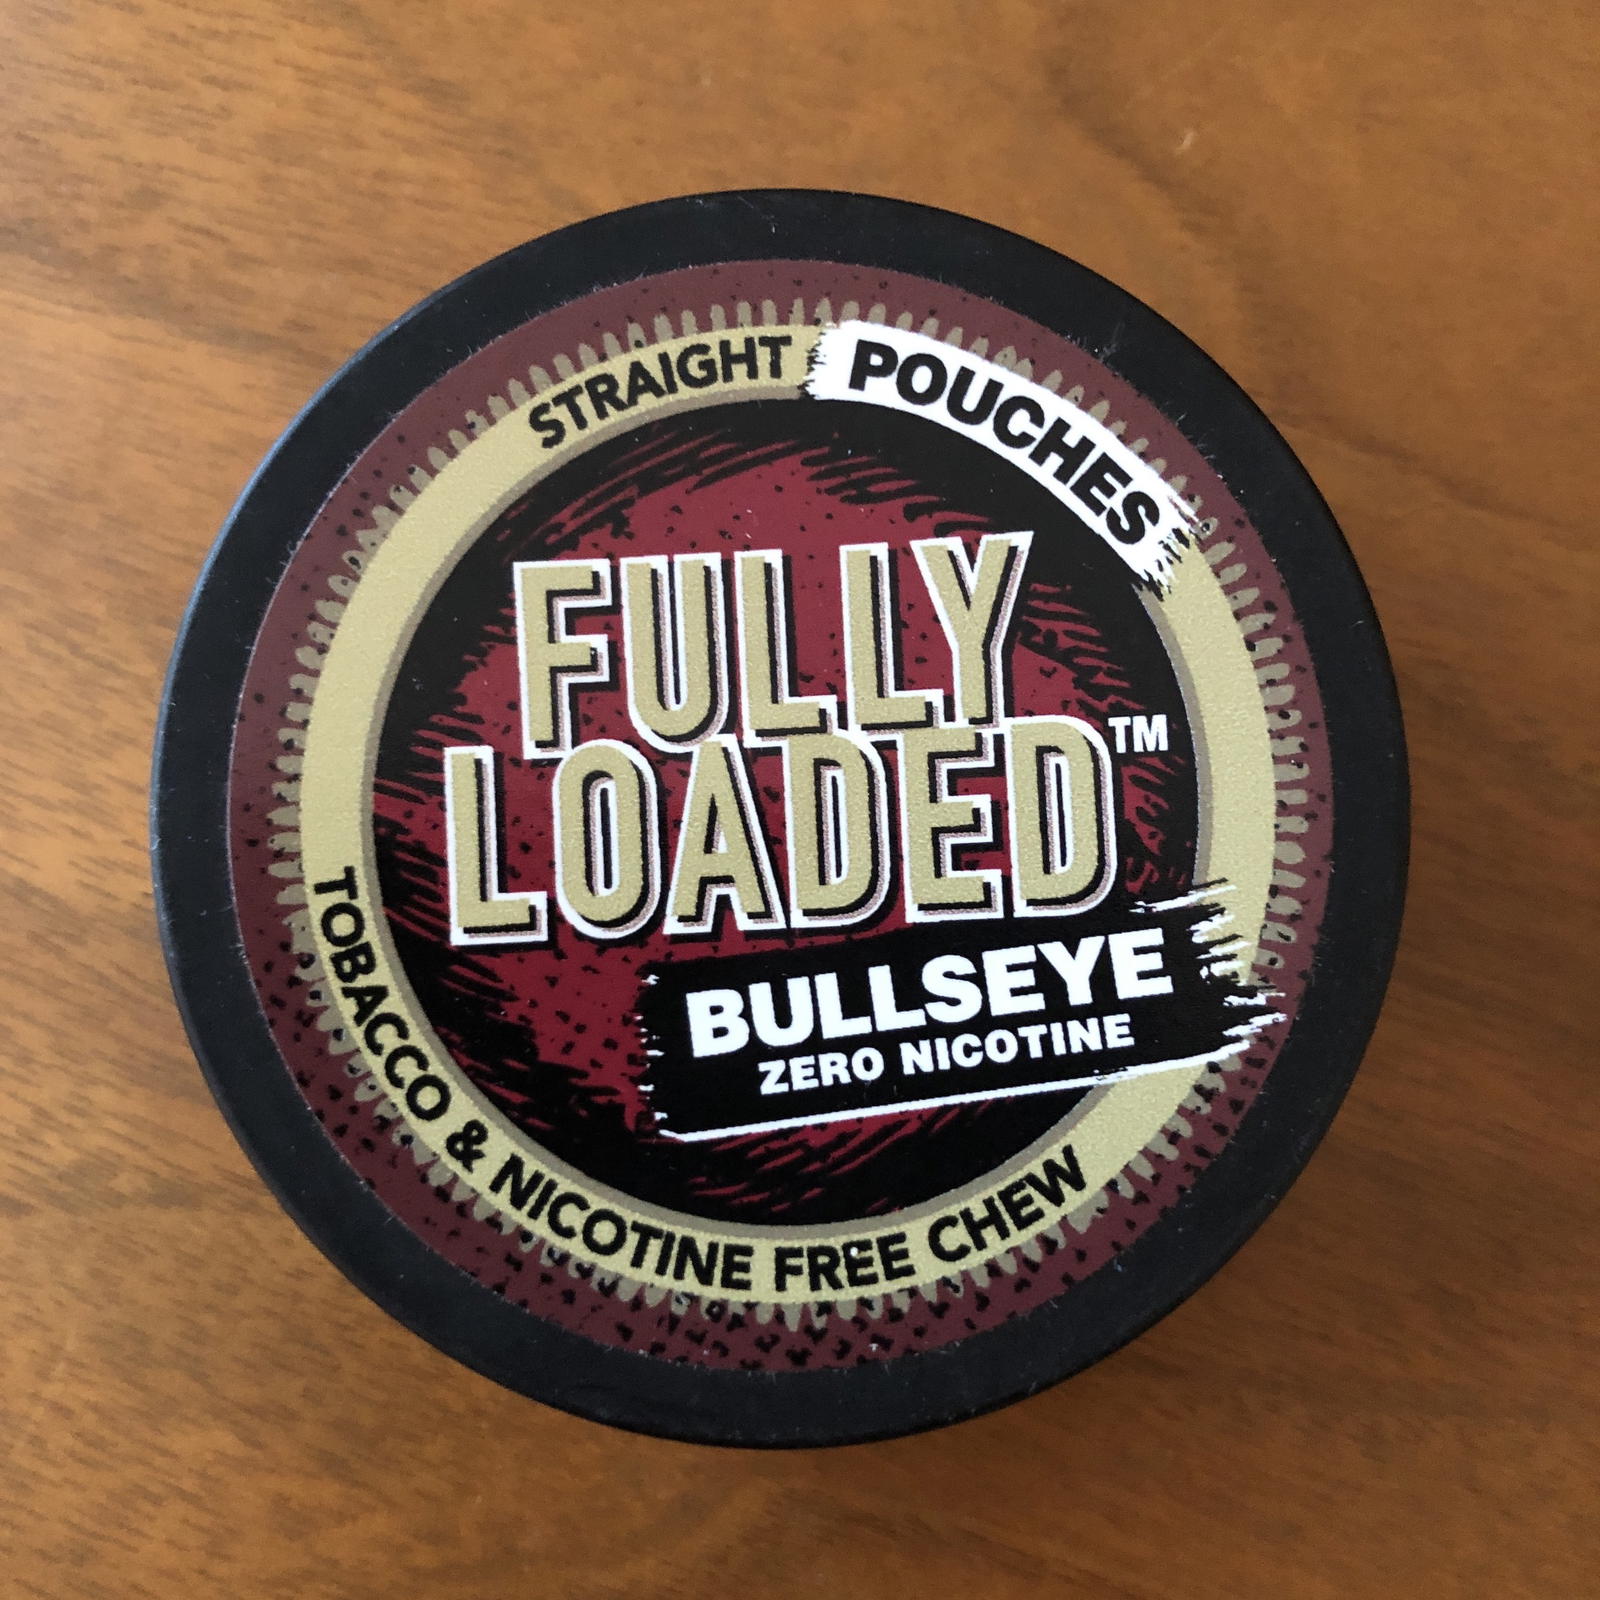 STRAIGHT POUCHES
FULLY
LOADED™
BULLSEYE
ZERO NICOTINE
TOBACCO & NICOTINE FREE CHEW